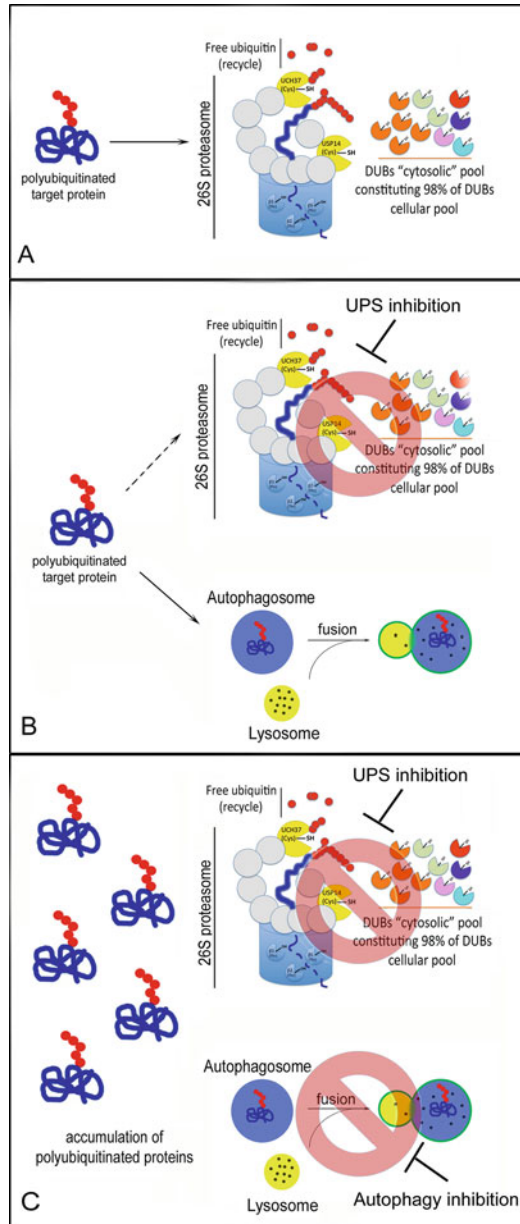 Free ubiquitin
(recycle)
UCH37
(Cys)—SH
26S proteasome
USP14
(Cys)—SH
polyubiquitinated
target protein
DUBs "cytosolic" pool
constituting 98% of DUBs
cellular pool
A
UPS inhibition
Free ubiquitin
(recycle)
UCH37
(Cys)—SH
26S proteasome
USP14
(Cys)—SH
DUBs "cytosolic" pool
constituting 98% of DUBs
cellular pool
polyubiquitinated
target protein
Autophagosome
fusion
Lysosome
B
UPS inhibition
Free ubiquitin
(recycle)
UCH37
(Cys)—SH
26S proteasome
USP14
(Cys)—SH
DUBs "cytosolic" pool
constituting 98% of DUBs
cellular pool
Autophagosome
fusion
accumulation of
polyubiquitinated proteins
Lysosome
Autophagy inhibition
C